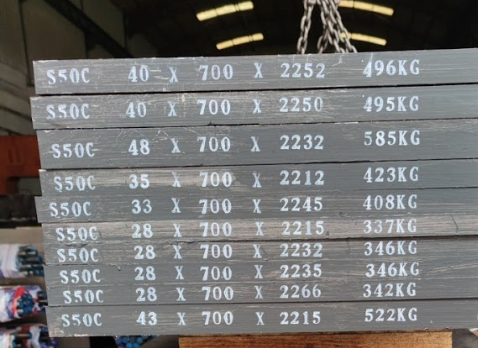 S50C 40 X 700 X 2252 496KG
S50C 40 X 700 X 2250 495KG
S50C 48 X 700 X 2232 585KG
S50C 35 X 700 X 2212 423KG
S50C 33 X 700 X 2245 408KG
S50C 28 X 700 X 2215 337KG
S50C 28 X 700 X 2232 346KG
S50C 28 X 700 X 2235 346KG
S50C 28 X 700 X 2266 342KG
S50C 43 X 700 X 2215 522KG